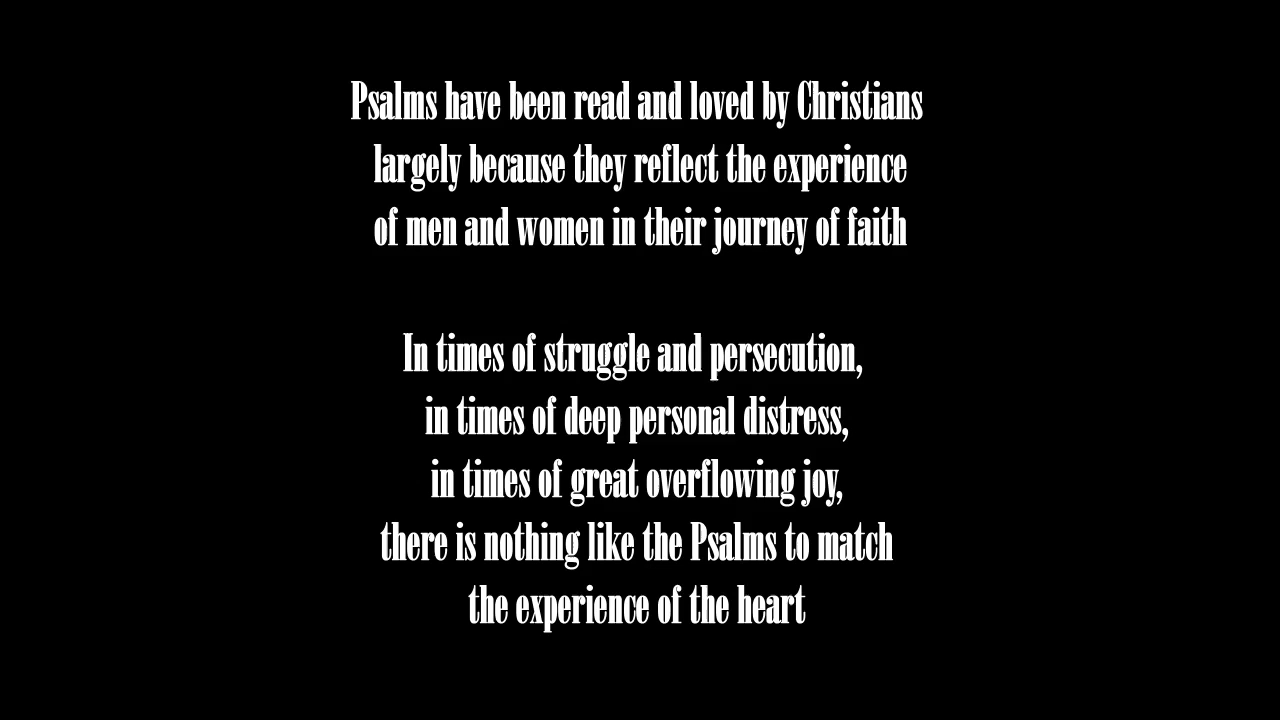 Psalms have been read and loved by Christians
largely because they reflect the experience
of men and women in their journey of faith
In times of struggle and persecution,
in times of deep personal distress,
in times of great overflowing joy,
there is nothing like the Psalms to match
the experience of the heart